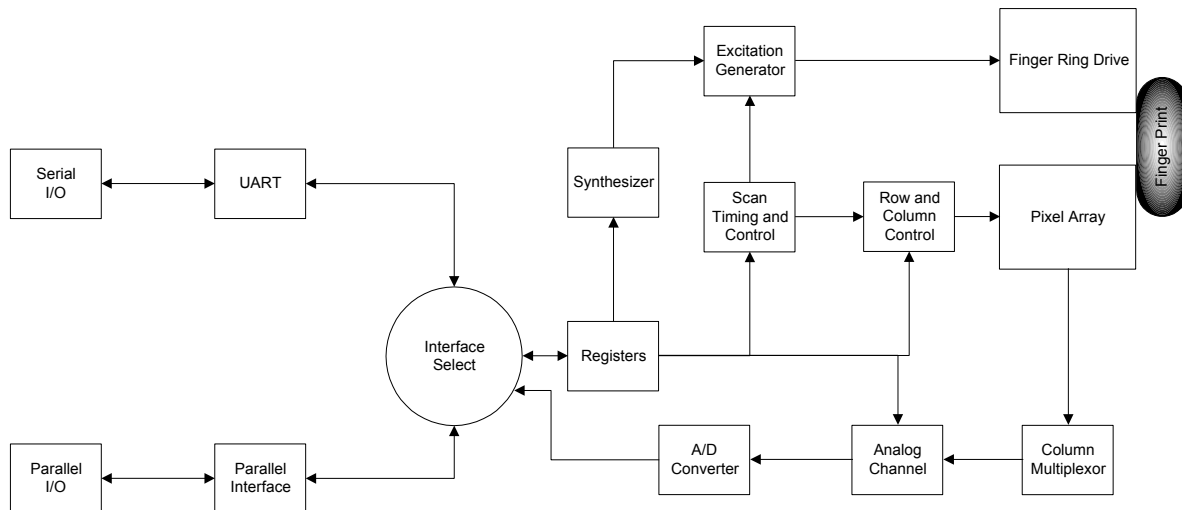 Excitation
Generator
Finger Ring Drive
Finger Print
Serial
I/O
UART
Synthesizer
Scan
Timing and
Control
Row and
Column
Control
Pixel Array
Interface
Select
Registers
Parallel
I/O
Parallel
Interface
A/D
Converter
Analog
Channel
Column
Multiplexor